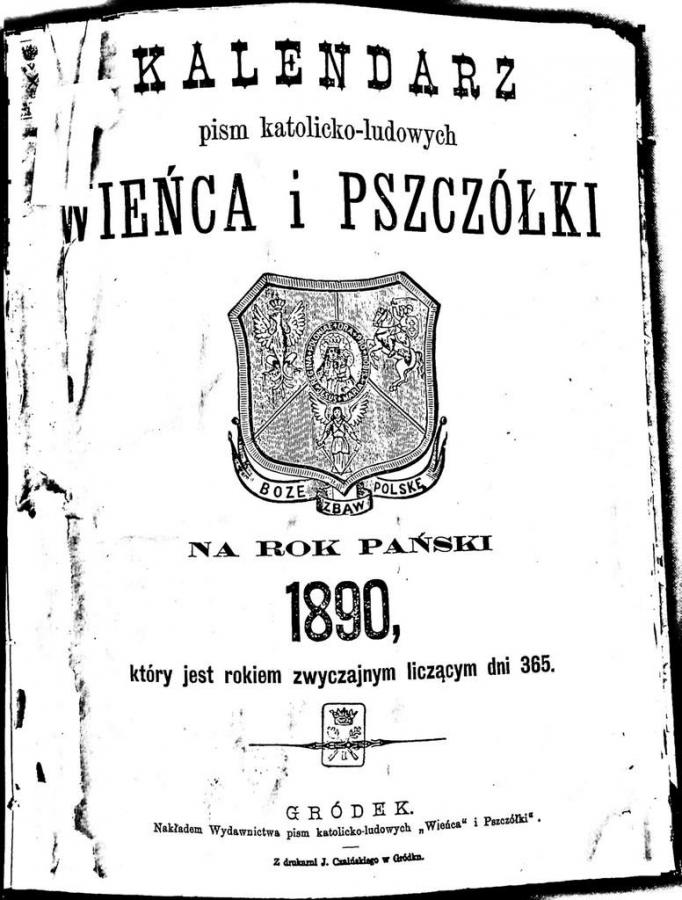 KALENDARZ
pism katolicko-ludowych
WIEŃCA i PSZCZÓŁKI
BOŻE ZBAW POLSKĘ
NA ROK PAŃSKI
1890,
który jest rokiem zwyczajnym liczącym dni 365.
GRÓDEK.
Nakładem Wydawnictwa pism katolicko-ludowych „Wieńca“ i Pszczółki“.
Z drukarni J. Czaińskiego w Gródku.